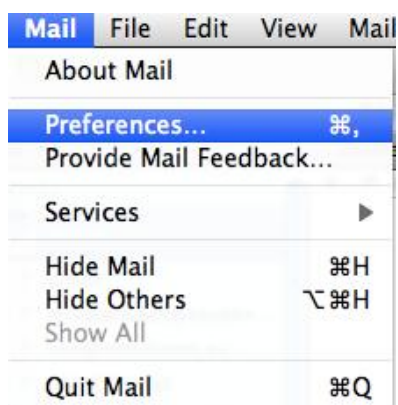 Mail File Edit View Mail
About Mail
Preferences... ⌘,
Provide Mail Feedback...
Services ▶
Hide Mail ⌘H
Hide Others ⌥⌘H
Show All
Quit Mail ⌘Q